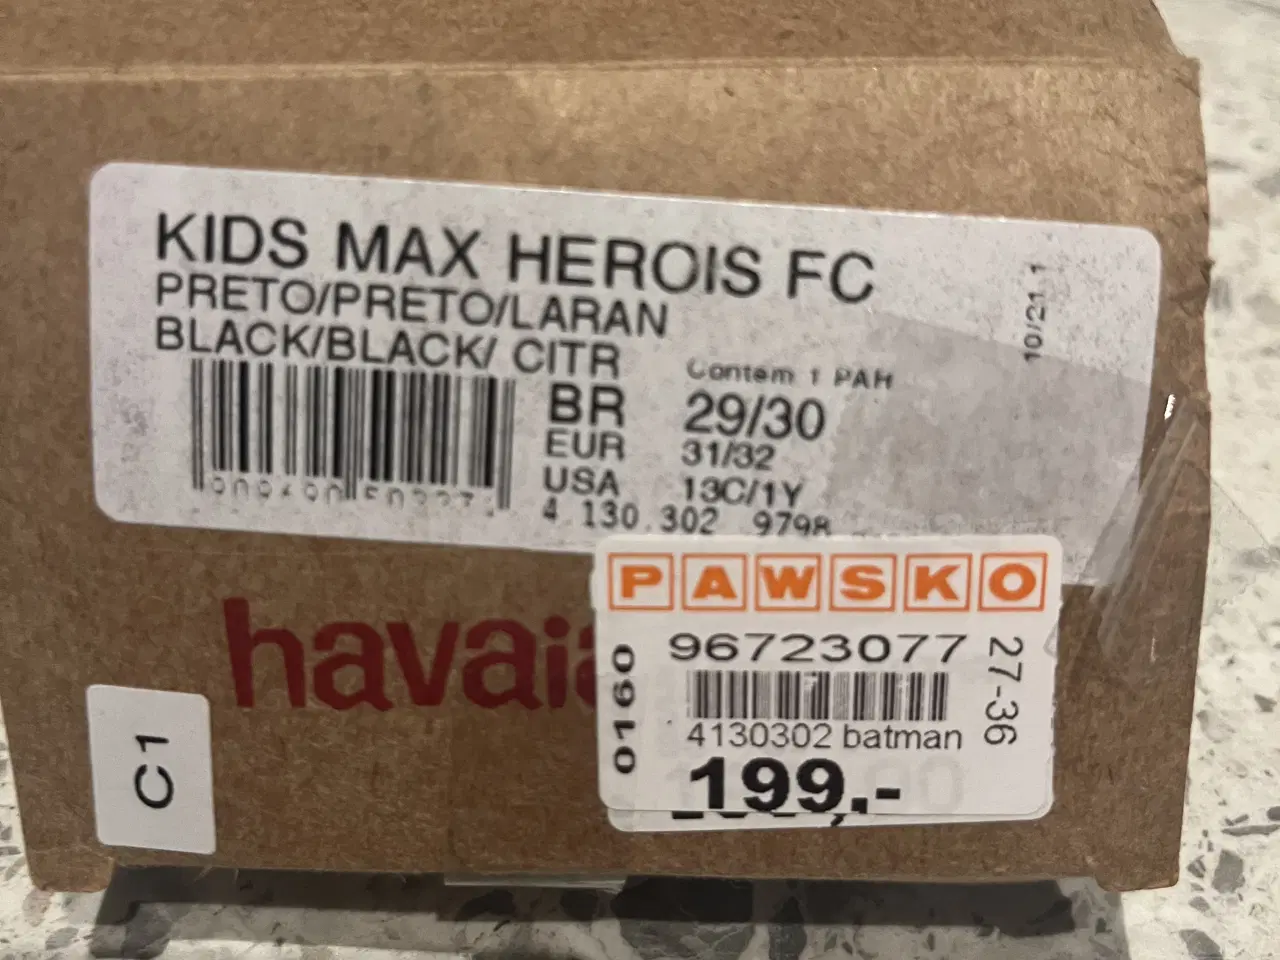 KIDS MAX HEROIS FC
PRETO/PRETO/LARAN
BLACK/BLACK/ CITR
10/21 1
Contem 1 PAR
BR 29/30
EUR 31/32
USA 13C/1Y
4 130.302 9798
havaia
C1
PAWSKO
96723077
0160
27-36
4130302 batman
199,-